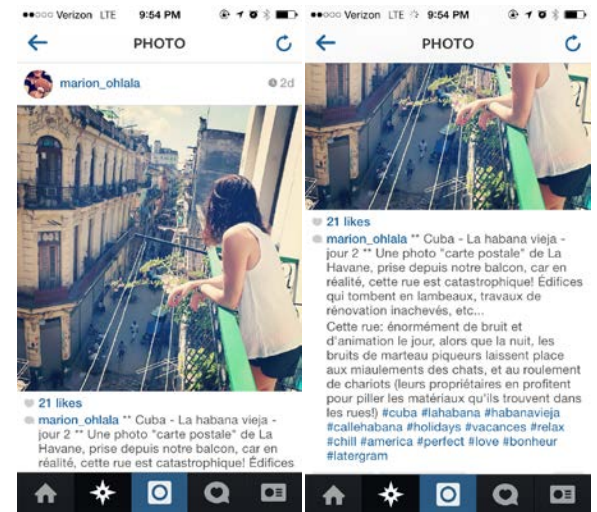 Verizon LTE 9:54 PM
PHOTO
marion_ohlala 2d
21 likes
marion_ohlala ** Cuba - La habana vieja -
jour 2 ** Une photo "carte postale" de La
Havane, prise depuis notre balcon, car en
réalité, cette rue est catastrophique! Édifices
Verizon LTE 9:54 PM
PHOTO
21 likes
marion_ohlala ** Cuba - La habana vieja -
jour 2 ** Une photo "carte postale" de La
Havane, prise depuis notre balcon, car en
réalité, cette rue est catastrophique! Édifices
qui tombent en lambeaux, travaux de
rénovation inachevés, etc...
Cette rue: énormément de bruit et
d'animation le jour, alors que la nuit, les
bruits de marteau piqueurs laissent place
aux miaulements des chats, et au roulement
de chariots (leurs propriétaires en profitent
pour piller les matériaux qu'ils trouvent dans
les rues!) #cuba #lahabana #habanavieja
#callehabana #holidays #vacances #relax
#chill #america #perfect #love #bonheur
#latergram